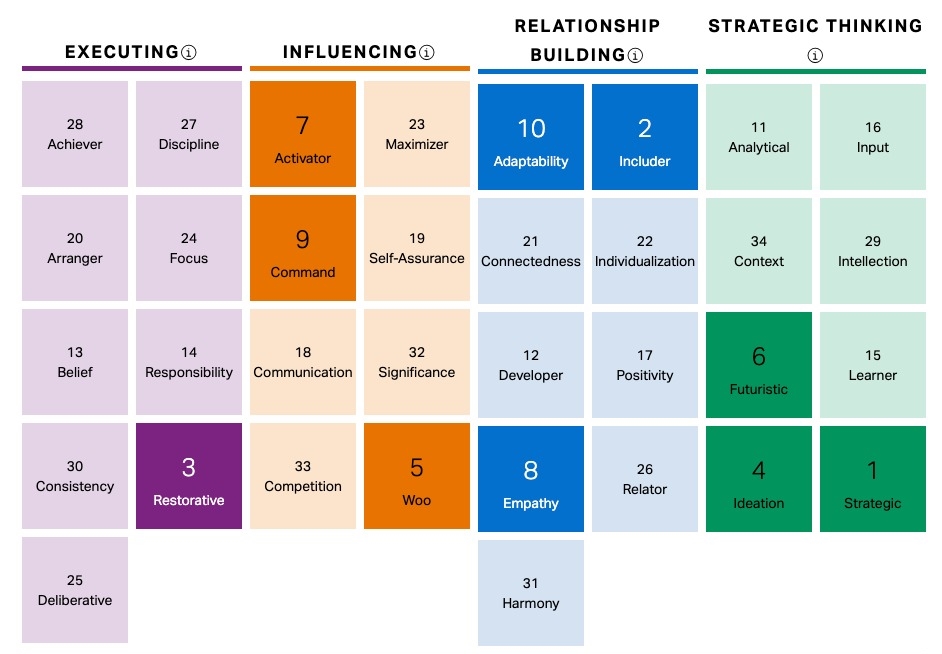 EXECUTINGⓘ
28
Achiever
27
Discipline
20
Arranger
24
Focus
13
Belief
14
Responsibility
30
Consistency
3
Restorative
25
Deliberative
INFLUENCINGⓘ
7
Activator
23
Maximizer
9
Command
19
Self-Assurance
18
Communication
32
Significance
33
Competition
5
Woo
RELATIONSHIP
BUILDINGⓘ
10
Adaptability
2
Includer
21
Connectedness
22
Individualization
12
Developer
17
Positivity
8
Empathy
26
Relator
31
Harmony
STRATEGIC THINKING
ⓘ
11
Analytical
16
Input
34
Context
29
Intellection
6
Futuristic
15
Learner
4
Ideation
1
Strategic